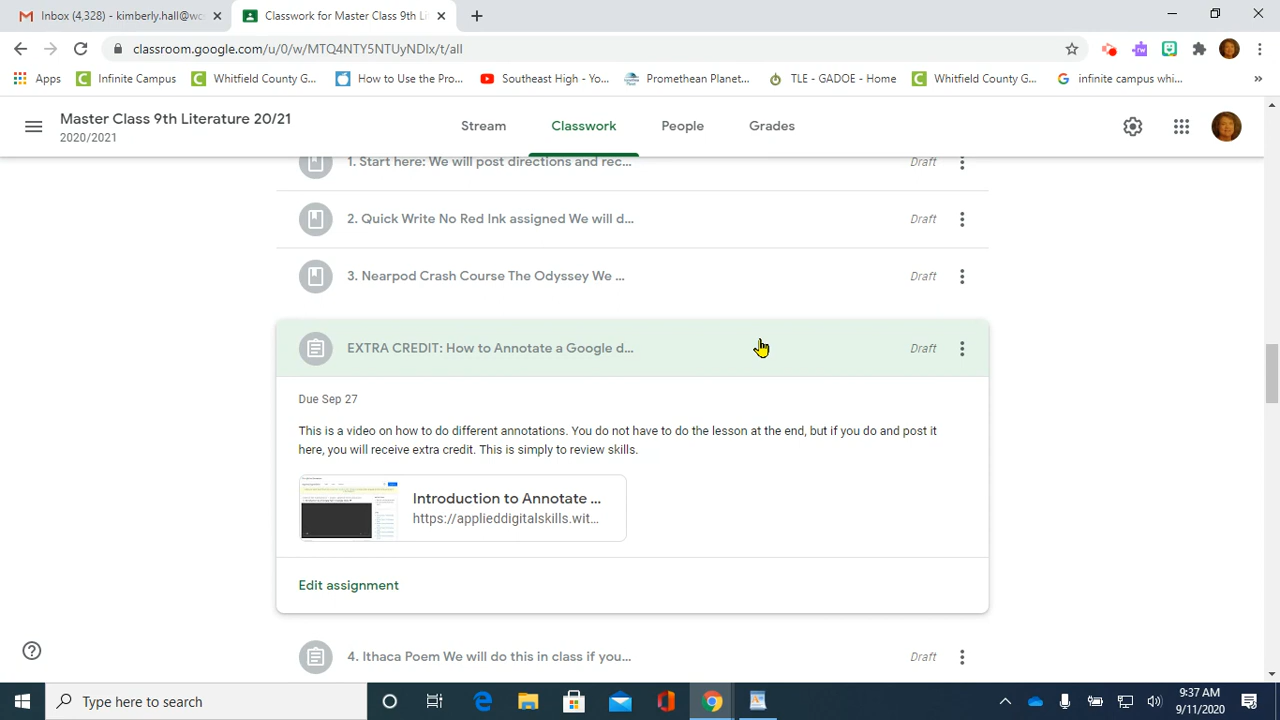 Inbox (4,328) - kimberly.hall@wc
Classwork for Master Class 9th Li
classroom.google.com/u/0/w/MTQ4NTY5NTUyNDIx/t/all
Apps
Infinite Campus
Whitfield County G...
How to Use the Pro...
Southeast High - Yo...
Promethean Planet...
TLE - GADOE - Home
Whitfield County G...
infinite campus whi...
Master Class 9th Literature 20/21
2020/2021
Stream
Classwork
People
Grades
1. Start here: We will post directions and rec...
Draft
2. Quick Write No Red Ink assigned We will d...
Draft
3. Nearpod Crash Course The Odyssey We ...
Draft
EXTRA CREDIT: How to Annotate a Google d...
Draft
Due Sep 27
This is a video on how to do different annotations. You do not have to do the lesson at the end, but if you do and post it
here, you will receive extra credit. This is simply to review skills.
Introduction to Annotate ...
https://applieddigitalskills.wit...
Edit assignment
4. Ithaca Poem We will do this in class if you...
Draft
Type here to search
9:37 AM
9/11/2020